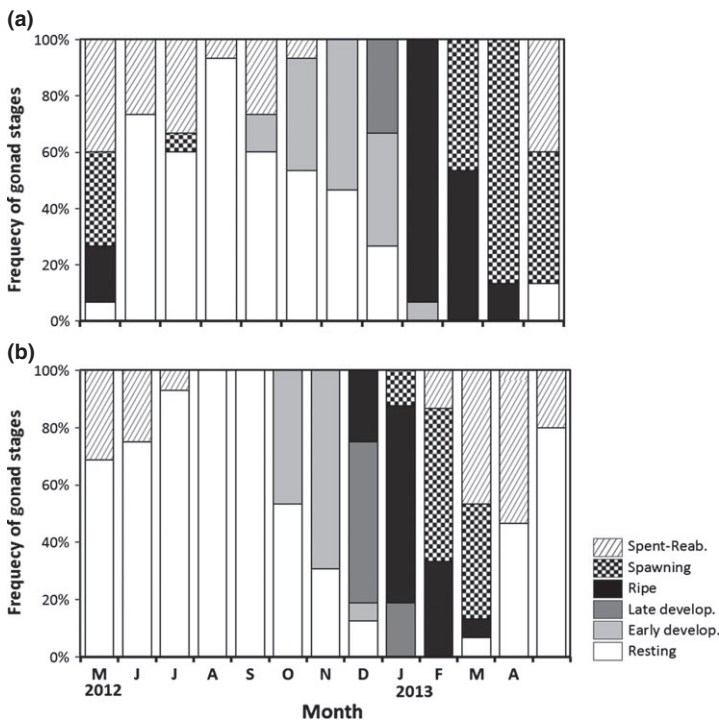 (a)
100%
80%
60%
40%
20%
0%
Frequecy of gonad stages
(b)
100%
80%
60%
40%
20%
0%
Frequecy of gonad stages
M J J A S O N D J F M A
2012 2013
Month
Spent-Reab.
Spawning
Ripe
Late develop.
Early develop.
Resting